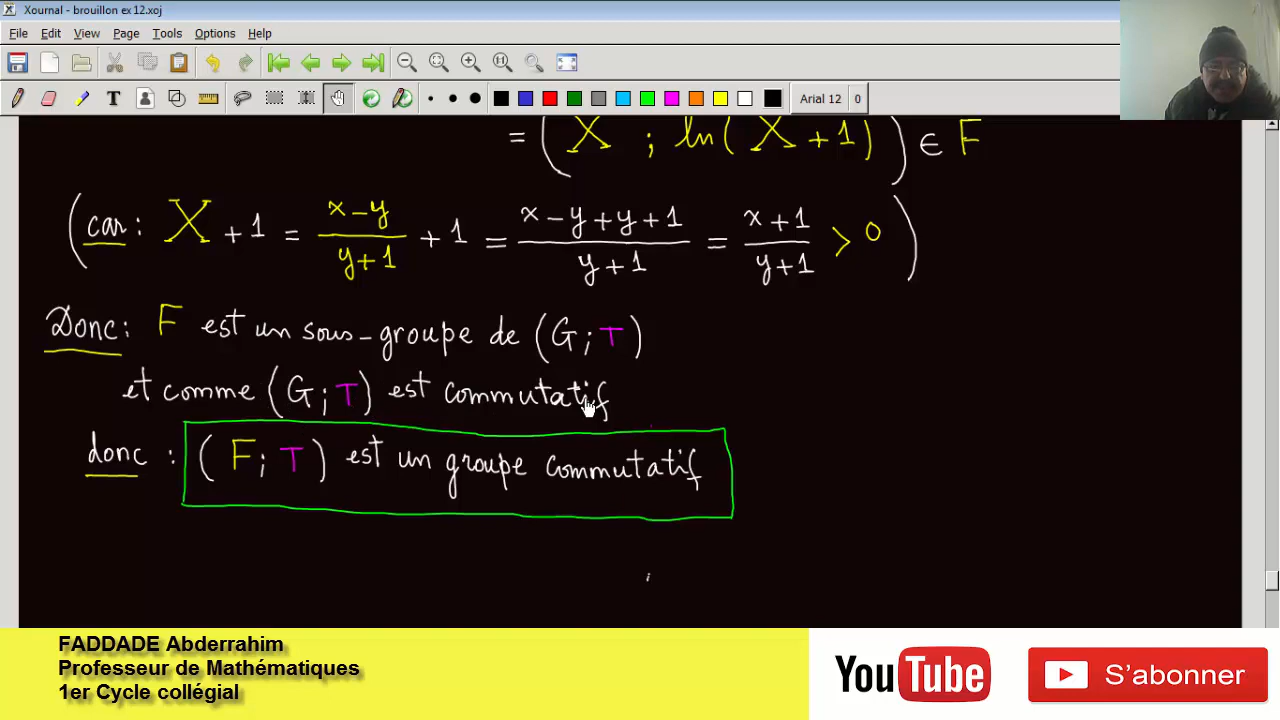 Xournal - brouillon ex 12.xoj
File Edit View Page Tools Options Help
Arial 12 0
= ( X ; ln( X + 1) ) ∈ F
( car : X + 1 = x - y / y + 1 + 1 = x - y + y + 1 / y + 1 = x + 1 / y + 1 > 0 )
Donc : F est un sous-groupe de (G ; T)
et comme (G ; T) est commutatif
donc : (F ; T) est un groupe commutatif
FADDADE Abderrahim
Professeur de Mathématiques
1er Cycle collégial
YouTube
S'abonner